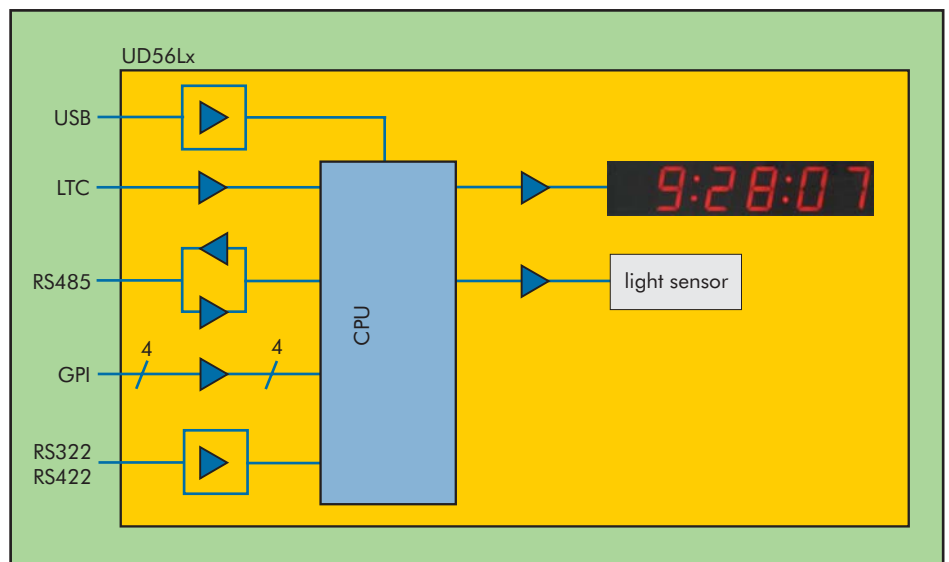 UD56Lx
USB
LTC
9:28:07
RS485
light sensor
CPU
4
4
GPI
RS322
RS422